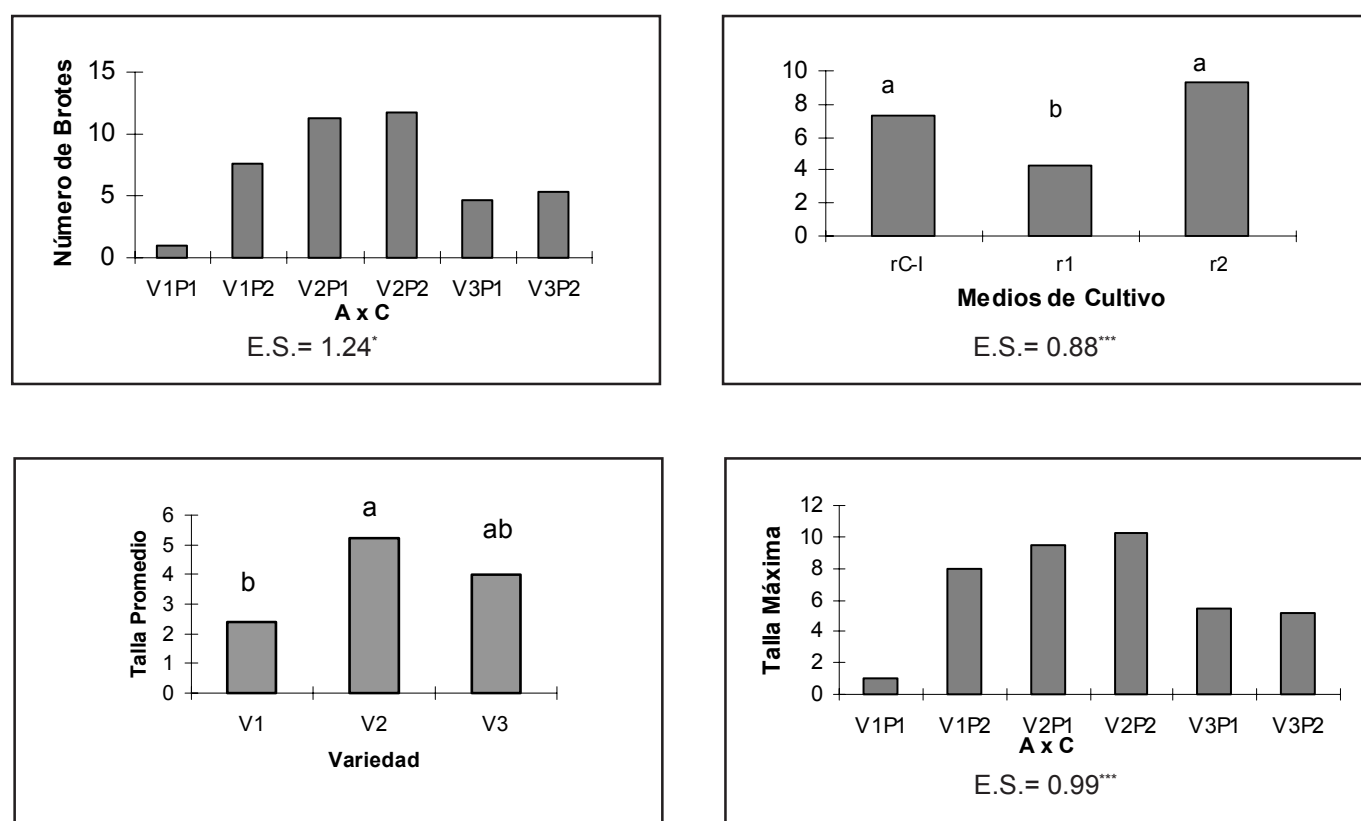 Número de Brotes
15
10
5
0
V1P1 V1P2 V2P1 V2P2 V3P1 V3P2
A x C
E.S.= 1.24*
10
8
6
4
2
0
a
b
a
rC-I r1 r2
Medios de Cultivo
E.S.= 0.88***
Talla Promedio
6
5
4
3
2
1
0
b
a
ab
V1 V2 V3
Variedad
Talla Máxima
12
10
8
6
4
2
0
V1P1 V1P2 V2P1 V2P2 V3P1 V3P2
A x C
E.S.= 0.99***